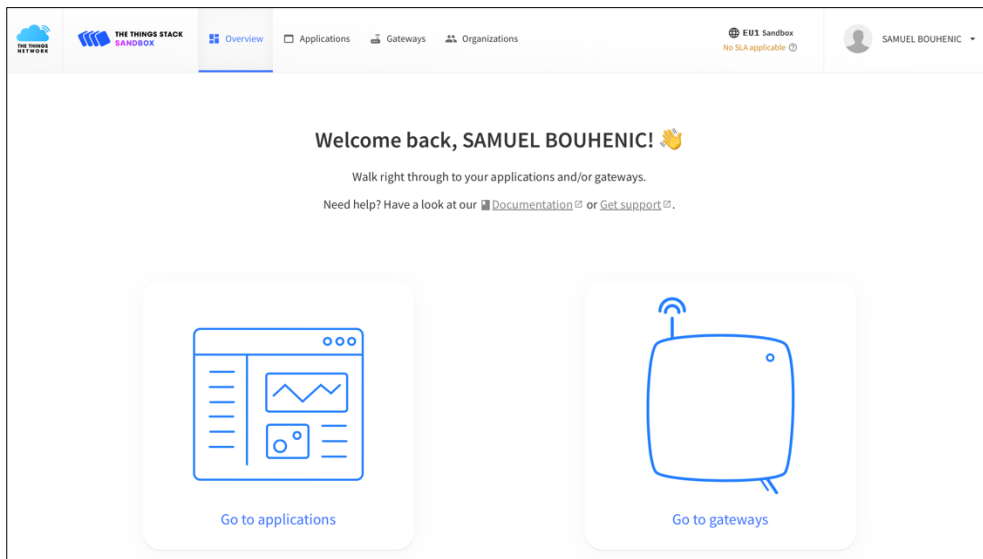 THE THINGS
NETWORK
THE THINGS STACK
SANDBOX
Overview
Applications
Gateways
Organizations
EU1 Sandbox
No SLA applicable
SAMUEL BOUHENIC
Welcome back, SAMUEL BOUHENIC! 👋
Walk right through to your applications and/or gateways.
Need help? Have a look at our Documentation or Get support.
Go to applications
Go to gateways